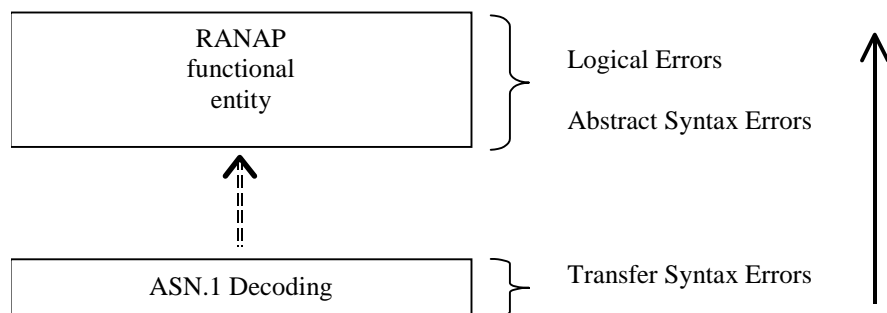 RANAP
functional
entity
Logical Errors
Abstract Syntax Errors
ASN.1 Decoding
Transfer Syntax Errors